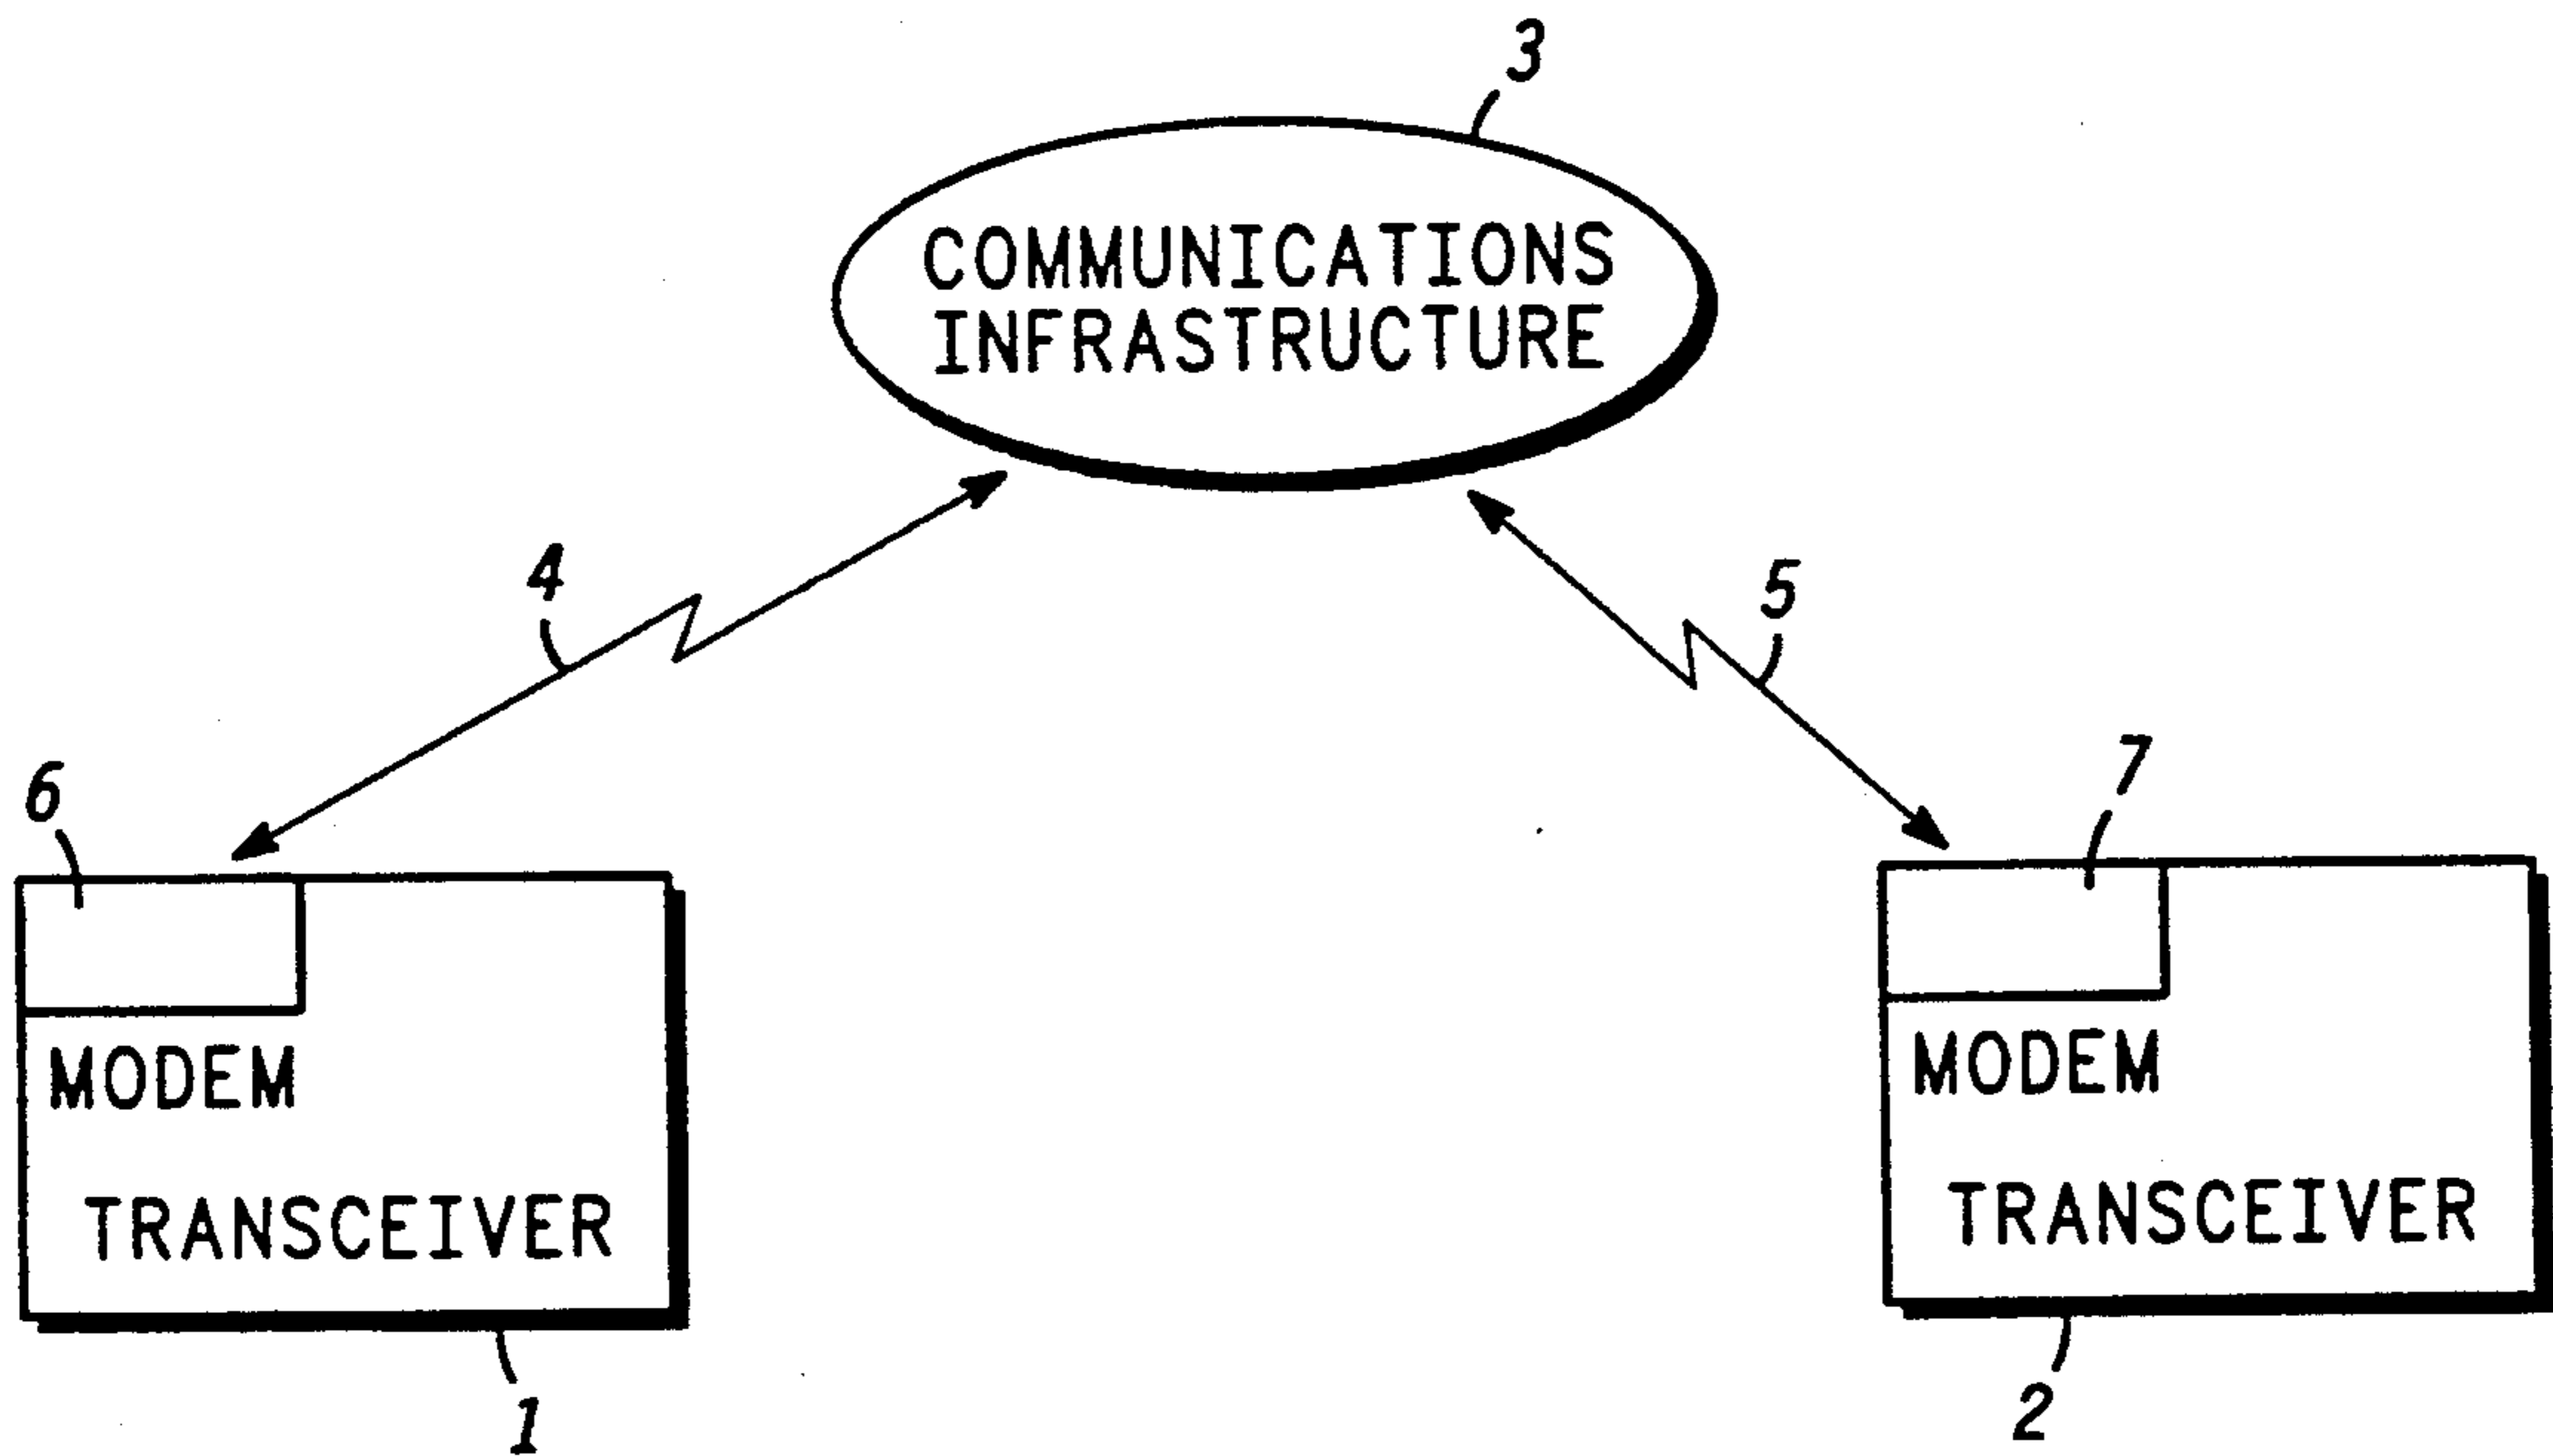 3
COMMUNICATIONS
INFRASTRUCTURE
4
5
6
7
MODEM
TRANSCEIVER
MODEM
TRANSCEIVER
1
2